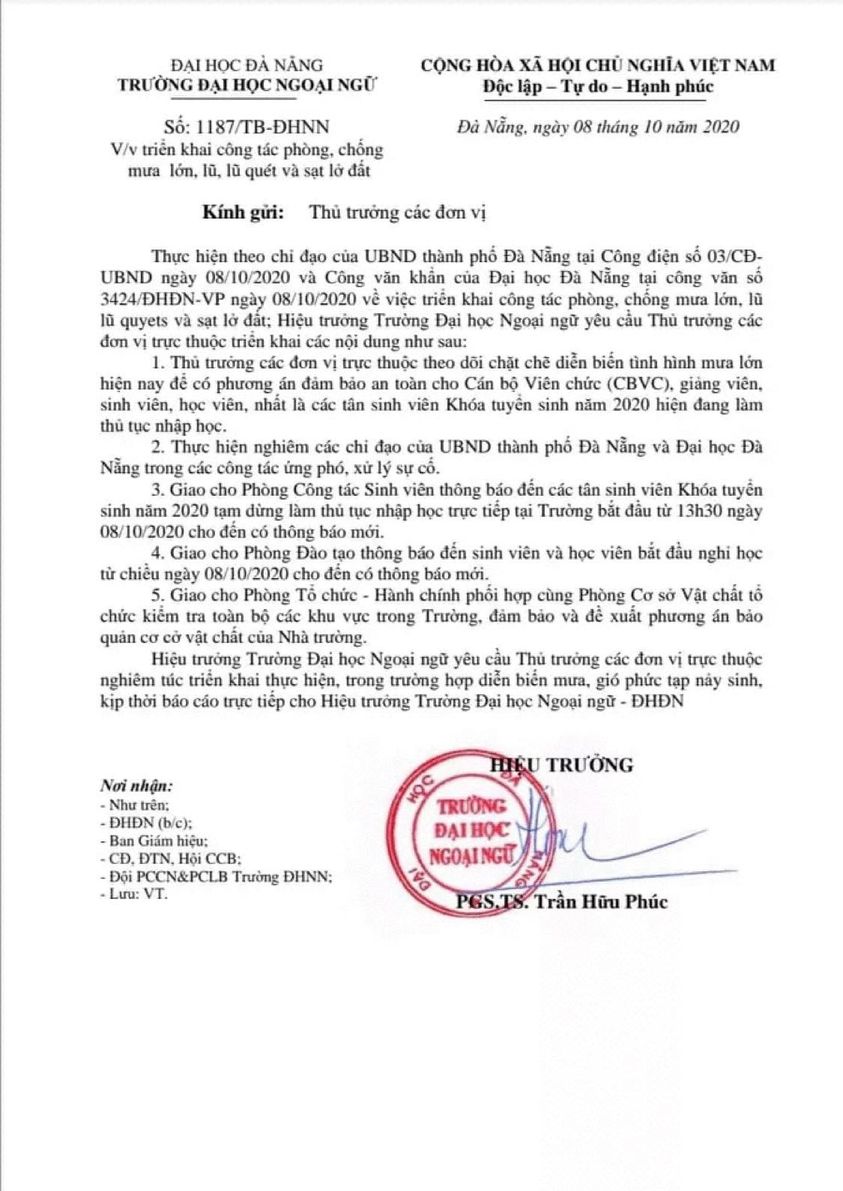 ĐẠI HỌC ĐÀ NẴNG
TRƯỜNG ĐẠI HỌC NGOẠI NGỮ
CỘNG HÒA XÃ HỘI CHỦ NGHĨA VIỆT NAM
Độc lập – Tự do – Hạnh phúc
Số: 1187/TB-ĐHNN
V/v triển khai công tác phòng, chống
mưa lớn, lũ, lũ quét và sạt lở đất
Đà Nẵng, ngày 08 tháng 10 năm 2020
Kính gửi: Thủ trưởng các đơn vị
Thực hiện theo chỉ đạo của UBND thành phố Đà Nẵng tại Công điện số 03/CĐ-
UBND ngày 08/10/2020 và Công văn khẩn của Đại học Đà Nẵng tại công văn số
3424/ĐHĐN-VP ngày 08/10/2020 về việc triển khai công tác phòng, chống mưa lớn, lũ
lũ quyets và sạt lở đất; Hiệu trưởng Trường Đại học Ngoại ngữ yêu cầu Thủ trưởng các
đơn vị trực thuộc triển khai các nội dung như sau:
1. Thủ trưởng các đơn vị trực thuộc theo dõi chặt chẽ diễn biến tình hình mưa lớn
hiện nay để có phương án đảm bảo an toàn cho Cán bộ Viên chức (CBVC), giảng viên,
sinh viên, học viên, nhất là các tân sinh viên Khóa tuyển sinh năm 2020 hiện đang làm
thủ tục nhập học.
2. Thực hiện nghiêm các chỉ đạo của UBND thành phố Đà Nẵng và Đại học Đà
Nẵng trong các công tác ứng phó, xử lý sự cố.
3. Giao cho Phòng Công tác Sinh viên thông báo đến các tân sinh viên Khóa tuyển
sinh năm 2020 tạm dừng làm thủ tục nhập học trực tiếp tại Trường bắt đầu từ 13h30 ngày
08/10/2020 cho đến có thông báo mới.
4. Giao cho Phòng Đào tạo thông báo đến sinh viên và học viên bắt đầu nghỉ học
từ chiều ngày 08/10/2020 cho đến có thông báo mới.
5. Giao cho Phòng Tổ chức - Hành chính phối hợp cùng Phòng Cơ sở Vật chất tổ
chức kiểm tra toàn bộ các khu vực trong Trường, đảm bảo và đề xuất phương án bảo
quản cơ cở vật chất của Nhà trường.
Hiệu trưởng Trường Đại học Ngoại ngữ yêu cầu Thủ trưởng các đơn vị trực thuộc
nghiêm túc triển khai thực hiện, trong trường hợp diễn biến mưa, gió phức tạp nảy sinh,
kịp thời báo cáo trực tiếp cho Hiệu trưởng Trường Đại học Ngoại ngữ - ĐHĐN
HIỆU TRƯỞNG
Nơi nhận:
- Như trên;
- ĐHĐN (b/c);
- Ban Giám hiệu;
- CĐ, ĐTN, Hội CCB;
- Đội PCCN&PCLB Trường ĐHNN;
- Lưu: VT.
ĐẠI HỌC ĐÀ NẴNG
TRƯỜNG
ĐẠI HỌC
NGOẠI NGỮ
PGS.TS. Trần Hữu Phúc